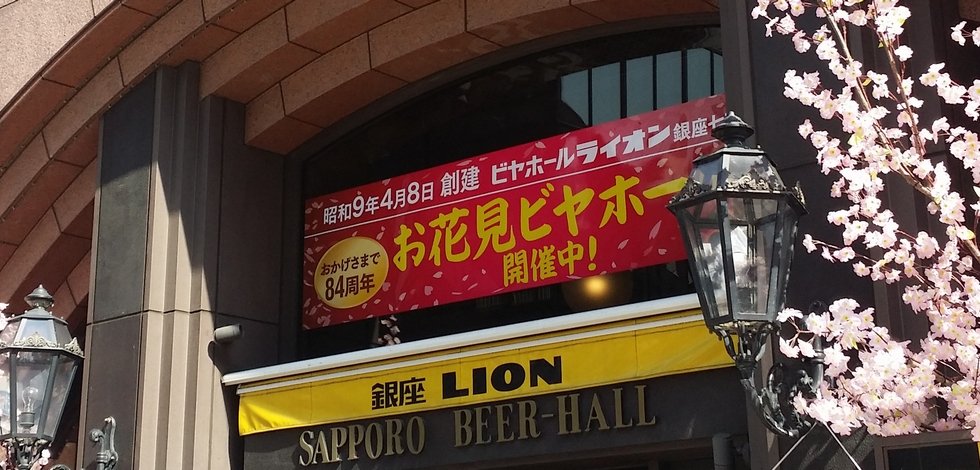 昭和9年4月8日 創建 ビヤホールライオン 銀座七
お花見ビヤホー
開催中!
おかげさまで
84周年
銀座 LION
SAPPORO BEER-HALL